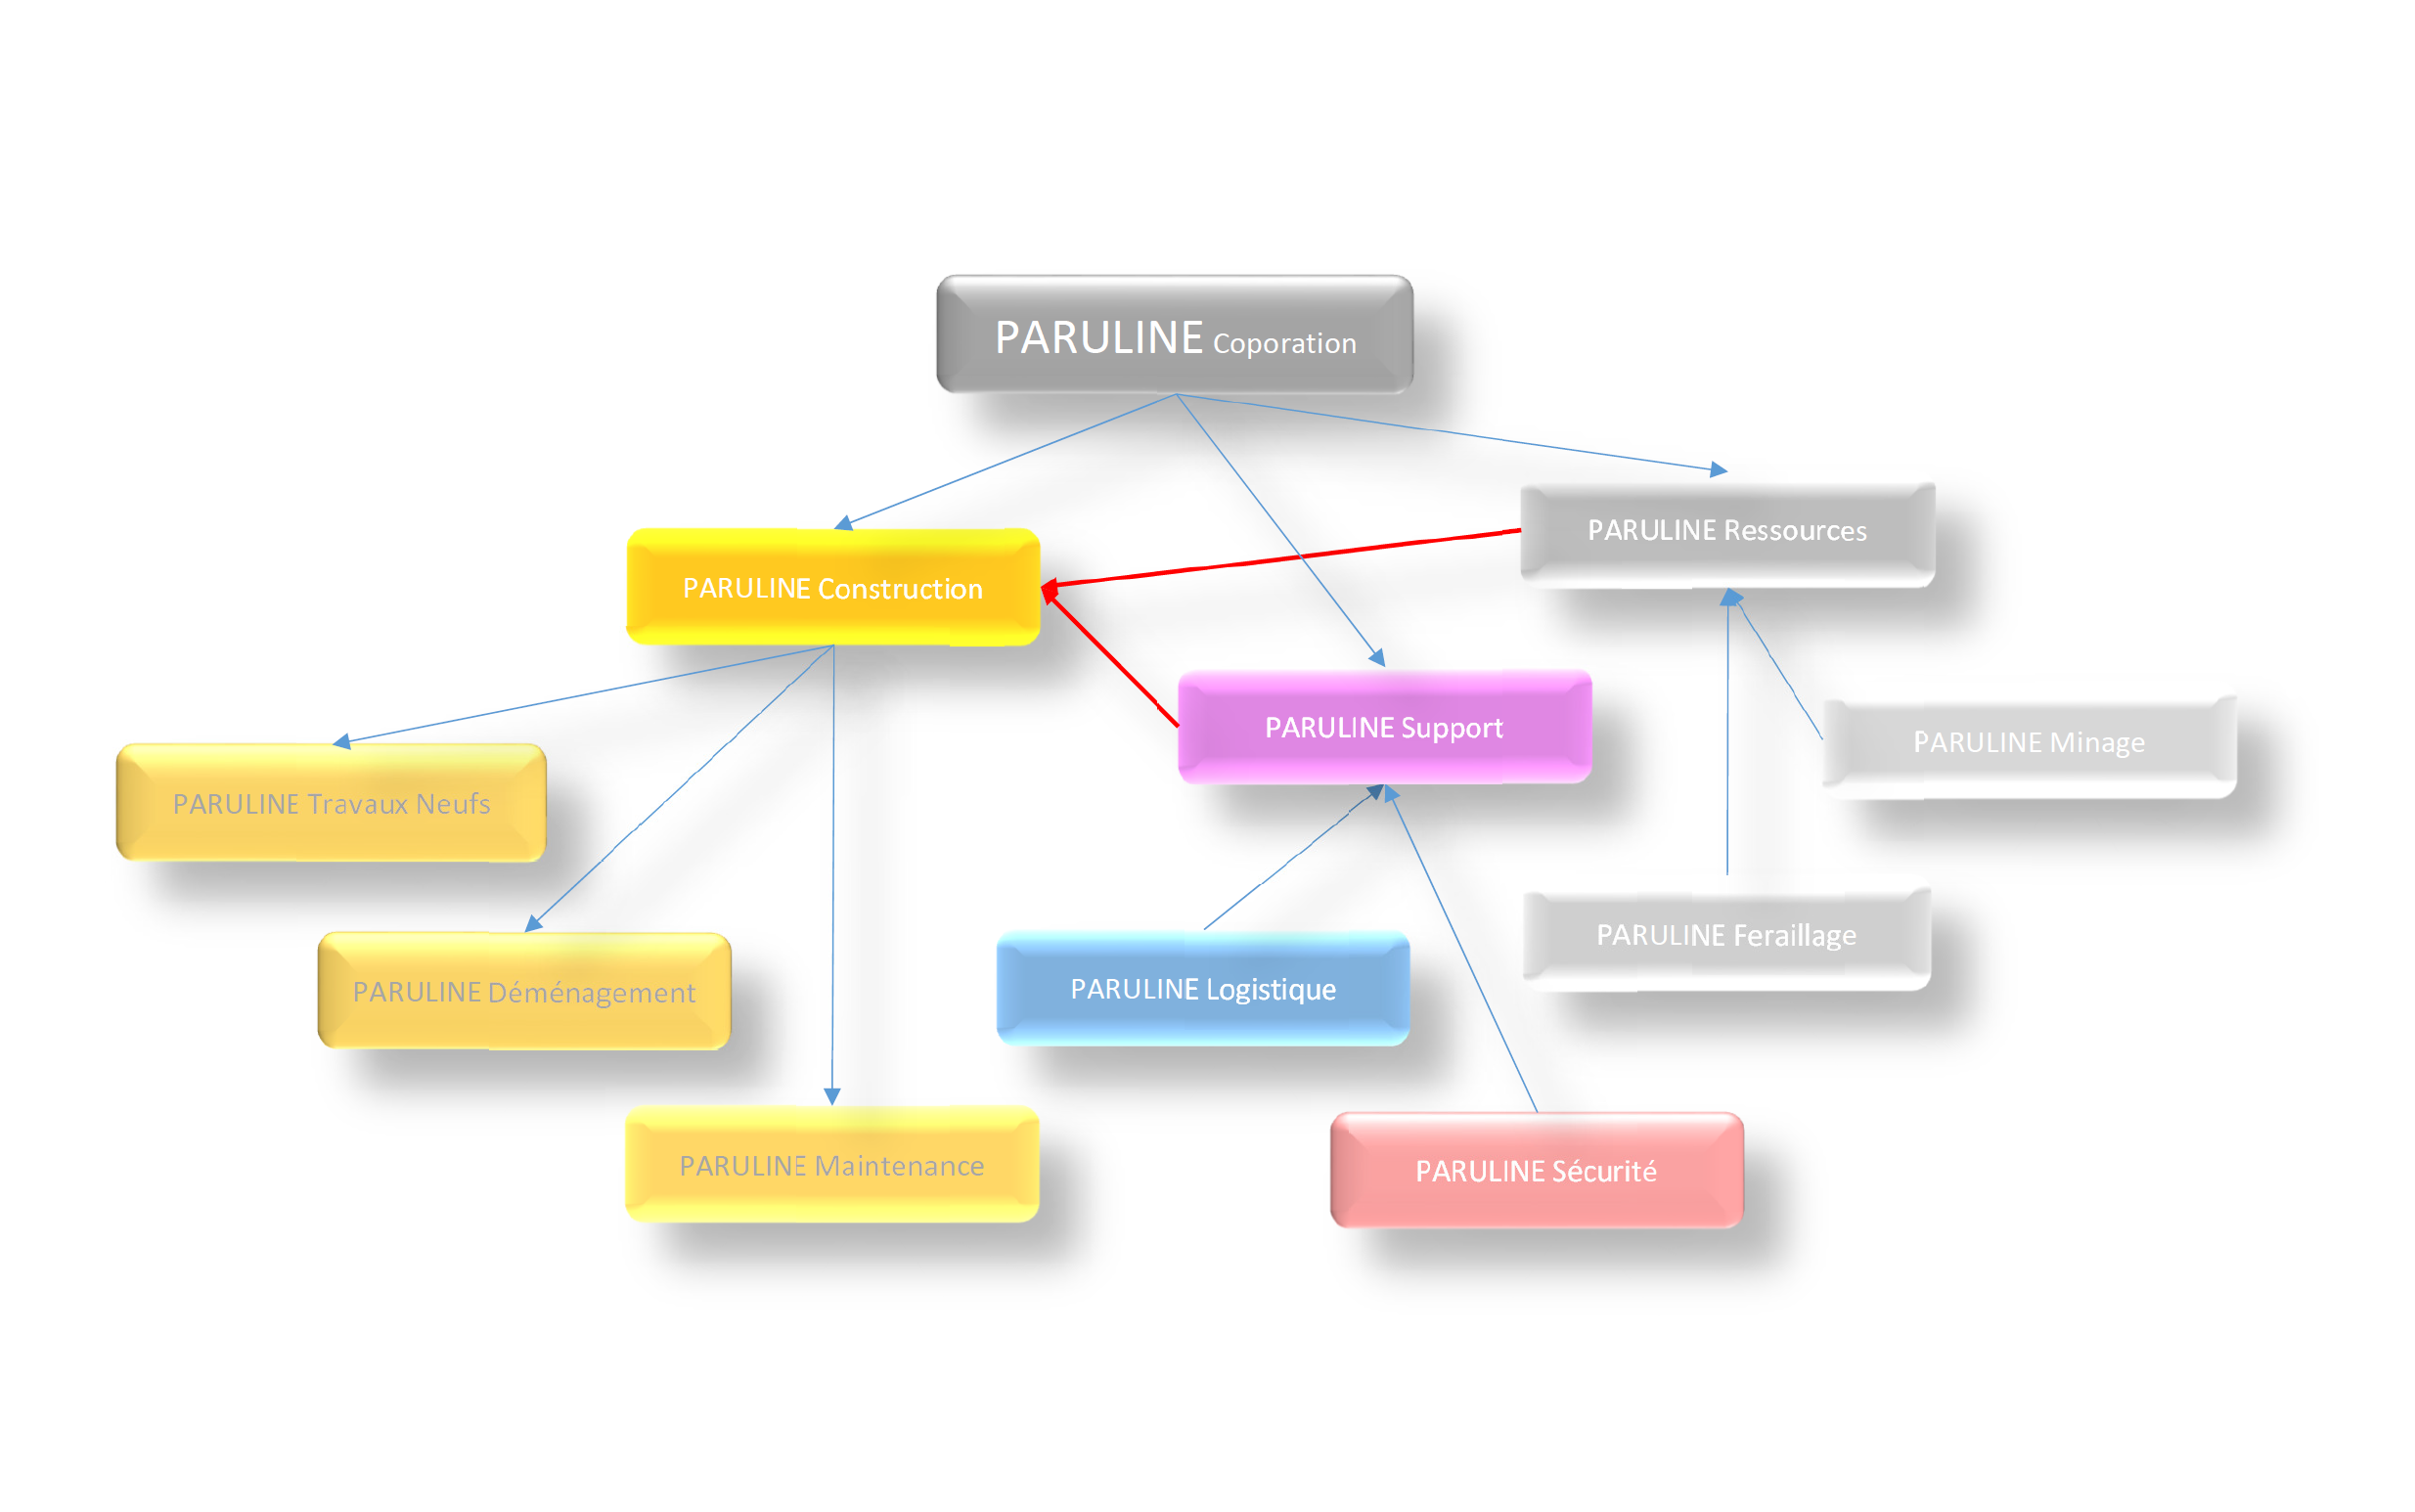 PARULINE Coporation
PARULINE Ressources
PARULINE Construction
PARULINE Support
PARULINE Minage
PARULINE Travaux Neufs
PARULINE Feraillage
PARULINE Logistique
PARULINE Déménagement
PARULINE Maintenance
PARULINE Sécurité